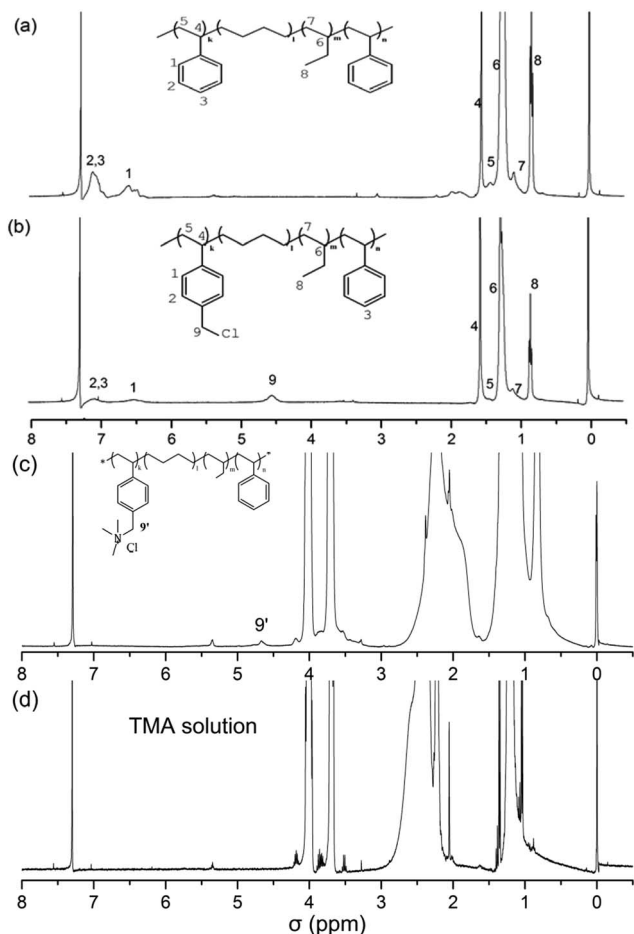 (a)
5 4 7
k l 6 m n
8
1
2
3
2,3 1 4 5 6 7 8
(b)
5 4 7
k l 6 m n
8
1
2
3
9
Cl
2,3 1 9 4 5 6 7 8
8 7 6 5 4 3 2 1 0
(c)
* k l m n *
9'
N
Cl
9'
8 7 6 5 4 3 2 1 0
(d)
TMA solution
8 7 6 5 4 3 2 1 0
σ (ppm)